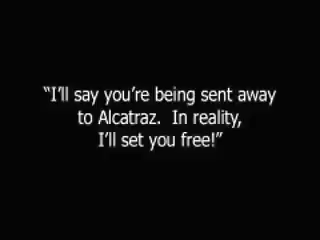 “I’ll say you’re being sent away
to Alcatraz.  In reality,
I’ll set you free!”